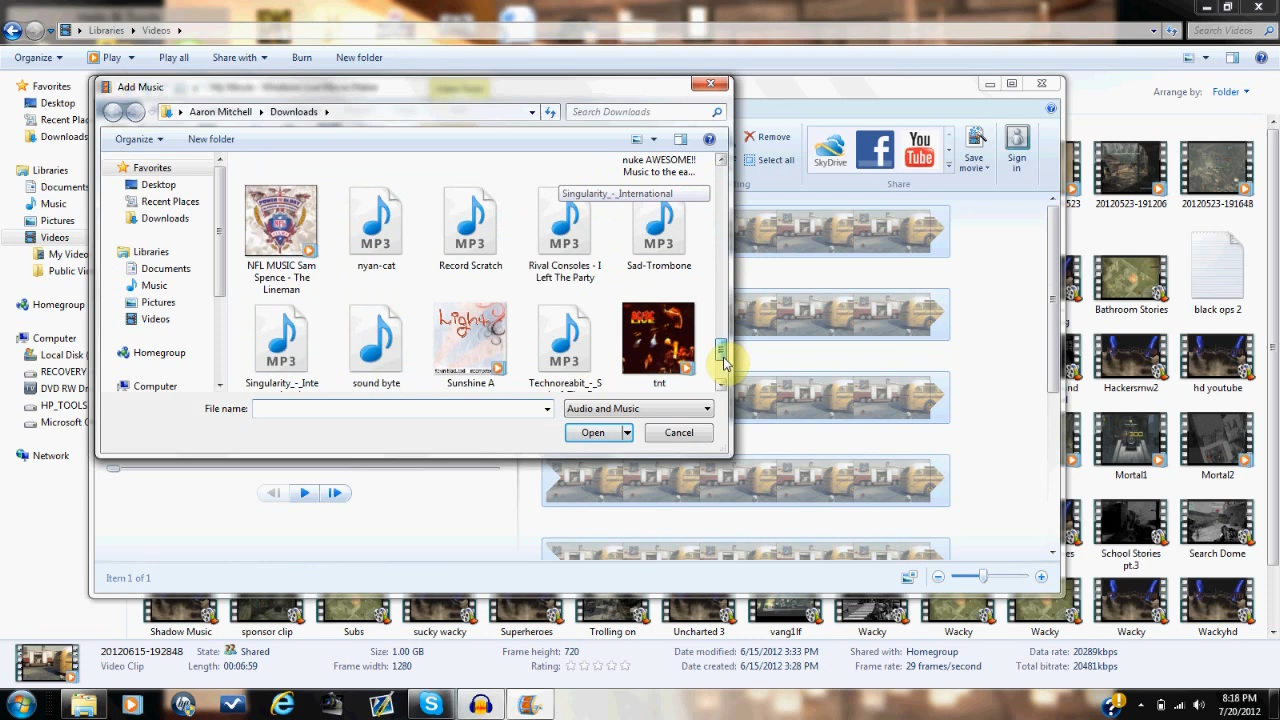 Libraries
Videos
Search Videos
Organize
Play
Play all
Share with
Burn
New folder
Arrange by:
Folder
Favorites
Desktop
Recent Plac
Downloads
Libraries
Documents
Music
Pictures
Videos
My Video
Public Vi
Homegroup
Computer
Local Disk (
RECOVERY
DVD RW Dr
HP_TOOLS
Microsoft
Network
Add Music
Aaron Mitchell
Downloads
Search Downloads
Organize
New folder
Favorites
Desktop
Recent Places
Downloads
Libraries
Documents
Music
Pictures
Videos
Homegroup
Computer
nuke AWESOME!!
Music to the ea...
Singularity_-_International
NFL MUSIC Sam
Spence - The
Lineman
MP3
nyan-cat
MP3
Record Scratch
Rival Consoles - I
Left The Party
MP3
Sad-Trombone
MP3
Singularity_-_Inte
sound byte
Light
Sunshine A
MP3
Technoreabit_-_S
tnt
File name:
Audio and Music
Open
Cancel
Remove
Select all
SkyDrive
You
Tube
Save
movie
Sign
in
Share
Item 1 of 1
523
20120523-191206
20120523-191648
Bathroom Stories
black ops 2
Hackersmw2
hd youtube
Mortal1
Mortal2
School Stories
pt.3
Search Dome
Shadow Music
sponsor clip
Subs
sucky wacky
Superheroes
Trolling on
Uncharted 3
vang1lf
Wacky
Wacky
Wacky
Wacky
Wackyhd
20120615-192848
State:
Shared
Size: 1.00 GB
Frame height: 720
Date modified: 6/15/2012 3:33 PM
Shared with: Homegroup
Data rate: 20289kbps
Video Clip
Length: 00:06:59
Frame width: 1280
Rating:
Date created: 6/15/2012 3:28 PM
Frame rate: 29 frames/second
Total bitrate: 20481kbps
8:18 PM
7/20/2012